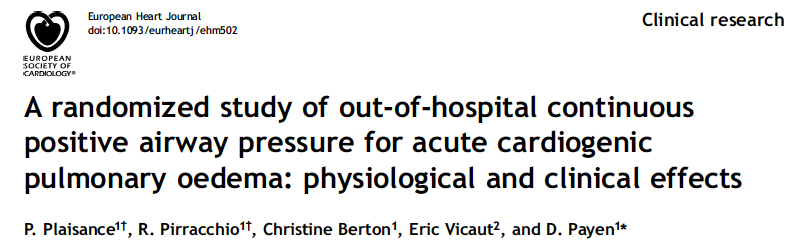 European Heart Journal
doi:10.1093/eurheartj/ehm502
Clinical research
EUROPEAN
SOCIETY OF
CARDIOLOGY®
A randomized study of out-of-hospital continuous
positive airway pressure for acute cardiogenic
pulmonary oedema: physiological and clinical effects
P. Plaisance1†, R. Pirracchio1†, Christine Berton1, Eric Vicaut2, and D. Payen1*